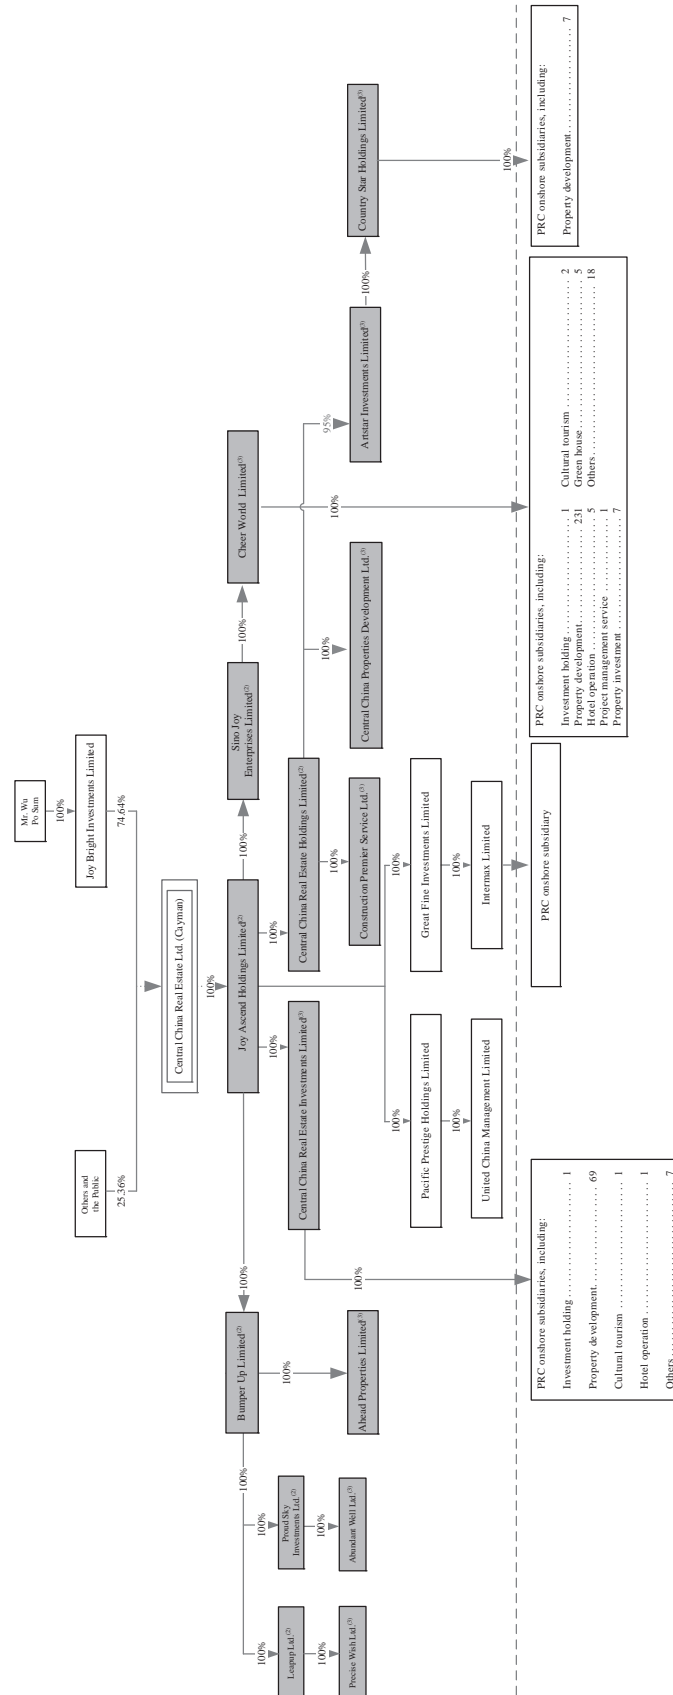 Mr. Wu
Po Sum
100%
Others and
the Public
Joy Bright Investments Limited
25.36%
74.64%
Central China Real Estate Ltd. (Cayman)
100%
Bumper Up Limited(2)
100%
Joy Ascend Holdings Limited(2)
100%
Sino Joy
Enterprises Limited(2)
100%
Cheer World Limited(3)
100%
100%
100%
100%
100%
100%
Leapup Ltd.(2)
Proud Sky
Investments Ltd.(2)
Central China Real Estate Investments Limited(3)
Central China Real Estate Holdings Limited(2)
100%
100%
100%
100%
95%
Precise Wish Ltd.(3)
Abundant Well Ltd.(3)
Ahead Properties Limited(3)
Construction Premier Service Ltd.(3)
Central China Properties Development Ltd.(3)
Artstar Investments Limited(3)
100%
Country Star Holdings Limited(3)
100%
100%
100%
100%
Pacific Prestige Holdings Limited
Great Fine Investments Limited
100%
100%
United China Management Limited
Intermax Limited
100%
PRC onshore subsidiaries, including:
Investment holding . . . . . . . . . . . . . . . . . . . . . . 1
Property development. . . . . . . . . . . . . . . . . . . . 69
Cultural tourism . . . . . . . . . . . . . . . . . . . . . . . . 1
Hotel operation . . . . . . . . . . . . . . . . . . . . . . . . . 1
Others . . . . . . . . . . . . . . . . . . . . . . . . . . . . . . . . 7
PRC onshore subsidiary
PRC onshore subsidiaries, including:
Investment holding . . . . . . . . . . . . . . . . . . . 1
Property development. . . . . . . . . . . . . . . . 231
Hotel operation . . . . . . . . . . . . . . . . . . . . . . 5
Project management service . . . . . . . . . . . . 1
Property investment . . . . . . . . . . . . . . . . . . 7
Cultural tourism . . . . . . . . . . . . . . . . . . . . . . 2
Green house . . . . . . . . . . . . . . . . . . . . . . . . . 5
Others . . . . . . . . . . . . . . . . . . . . . . . . . . . . . 18
PRC onshore subsidiaries, including:
Property development. . . . . . . . . . . . . . . . . . . 7